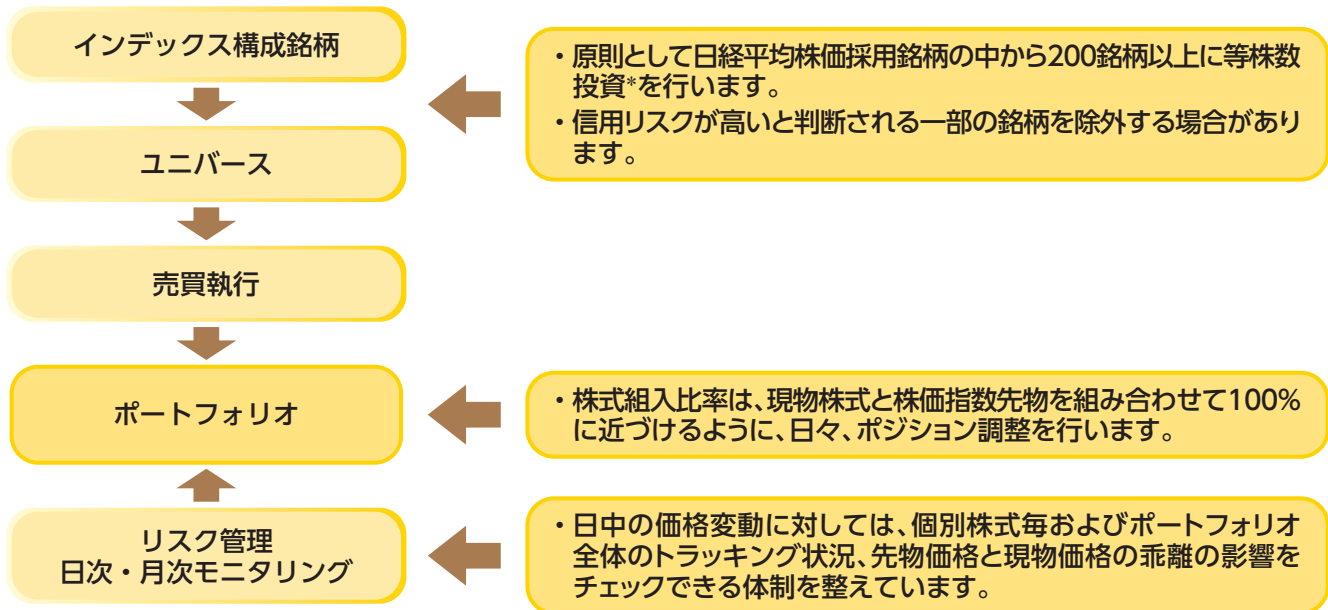 インデックス構成銘柄
・原則として日経平均株価採用銘柄の中から200銘柄以上に等株数
投資*を行います。
・信用リスクが高いと判断される一部の銘柄を除外する場合があり
ます。
ユニバース
売買執行
ポートフォリオ
・株式組入比率は、現物株式と株価指数先物を組み合わせて100%
に近づけるように、日々、ポジション調整を行います。
リスク管理
日次・月次モニタリング
・日中の価格変動に対しては、個別株式毎およびポートフォリオ
全体のトラッキング状況、先物価格と現物価格の乖離の影響を
チェックできる体制を整えています。